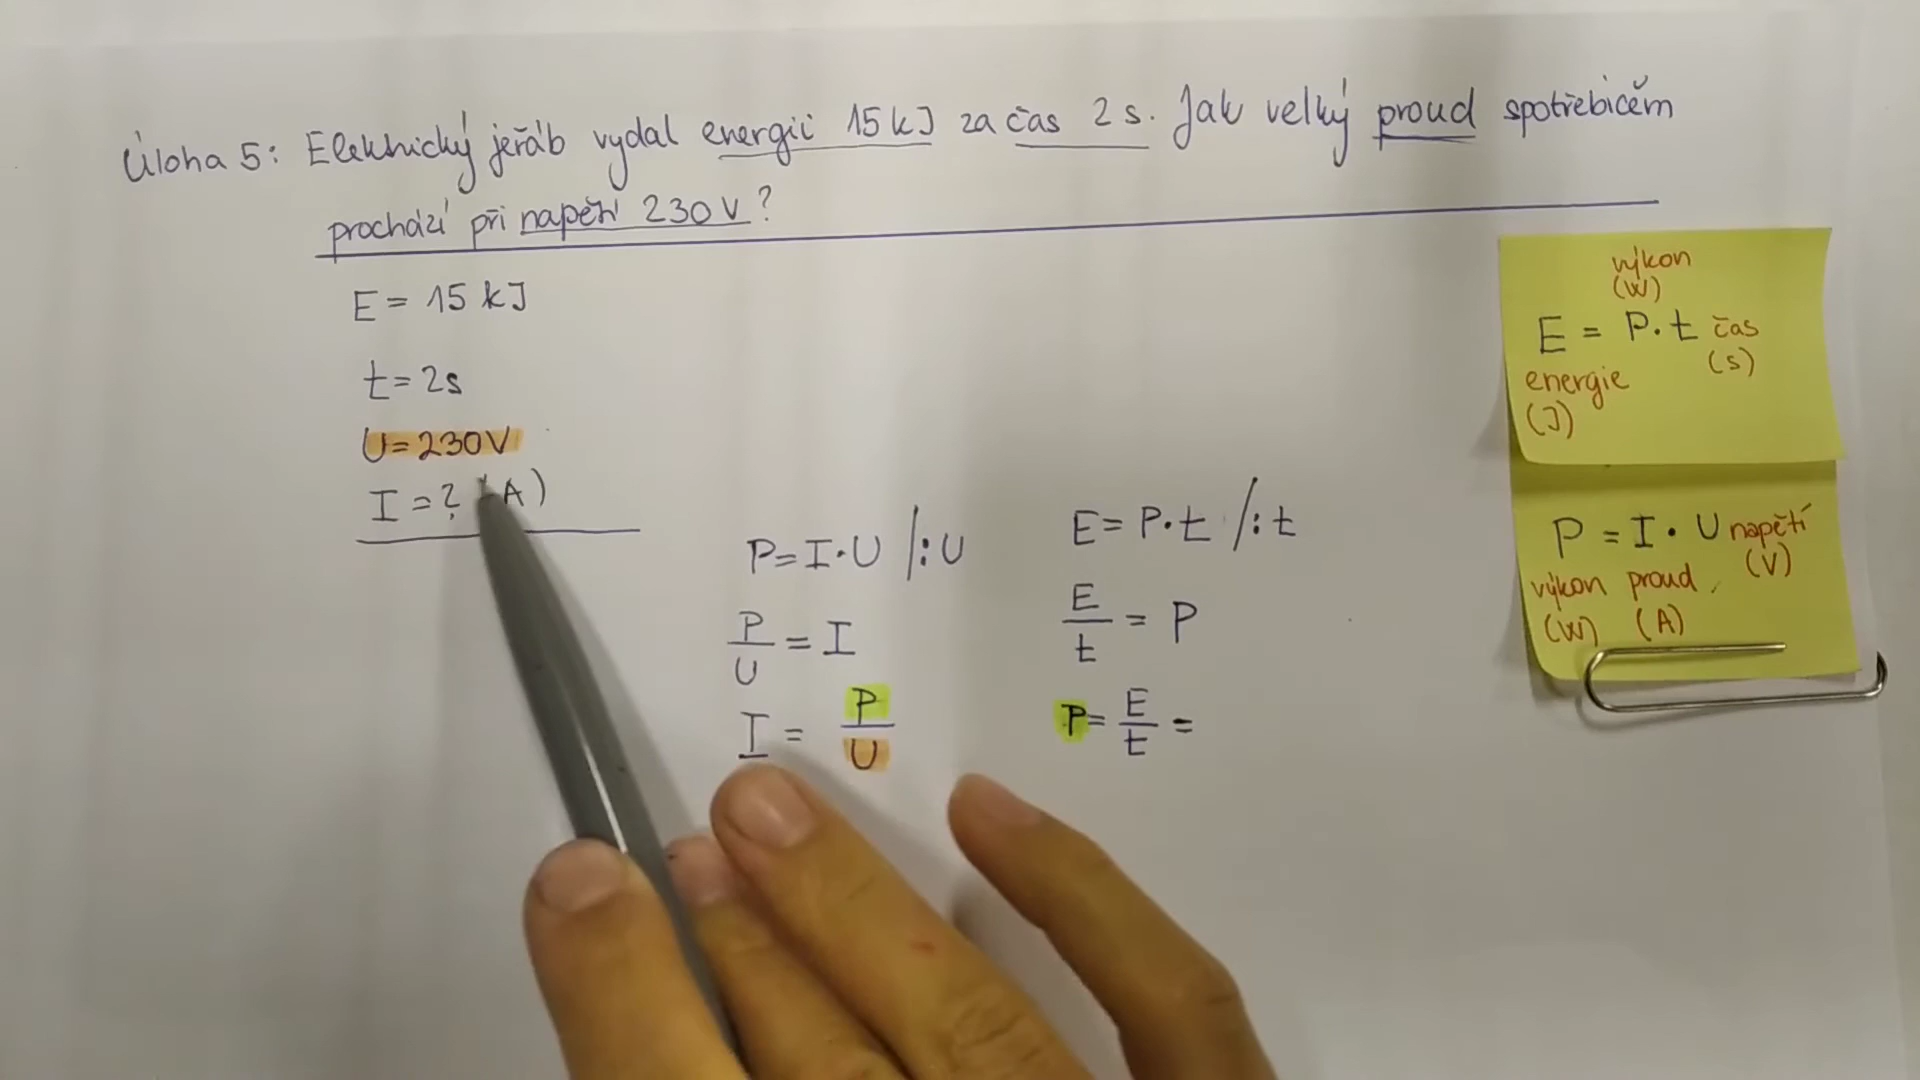 Úloha 5: Elektrický jeřáb vydal energii 15 kJ za čas 2 s. Jak velký proud spotřebičem
prochází při napětí 230 V?
E = 15 kJ
t = 2s
U = 230V
I = ? A)
P = I · U /: U
P/U = I
I = P/U
E = P · t /: t
E/t = P
P = E/t =
výkon
(W)
E = P · t čas
(s)
energie
(J)
P = I · U napětí
(V)
výkon proud
(W) (A)